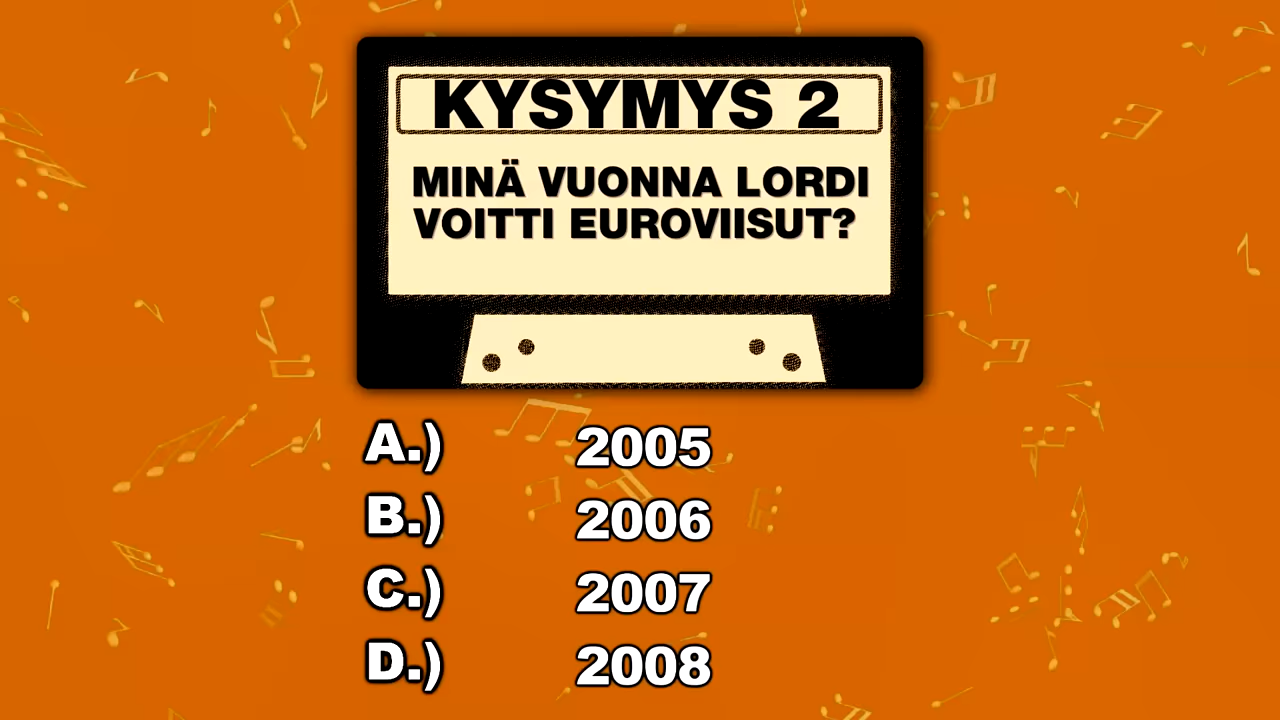 KYSYMYS 2
MINÄ VUONNA LORDI
VOITTI EUROVIISUT?
A.) 2005
B.) 2006
C.) 2007
D.) 2008